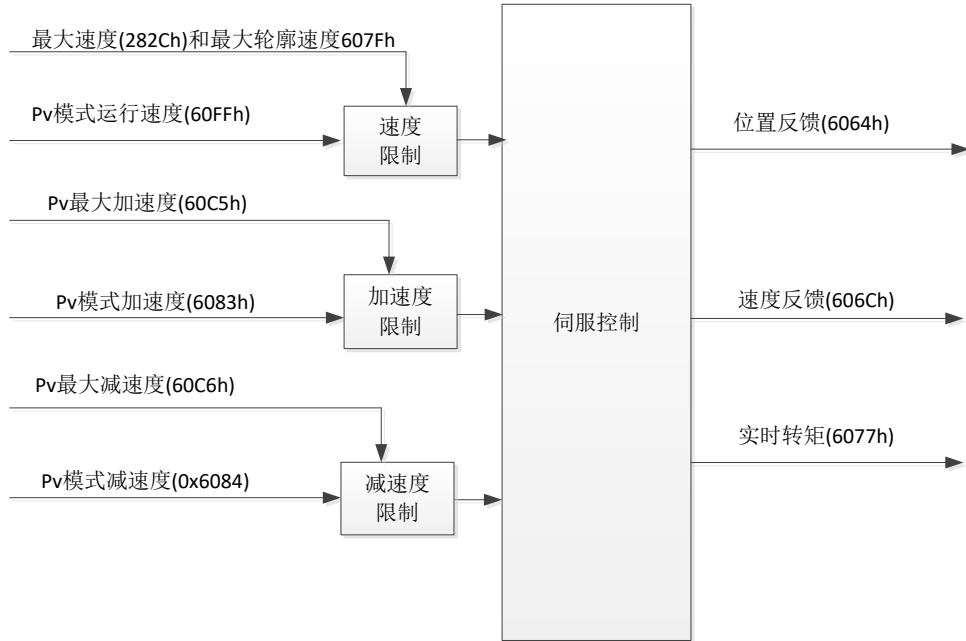 最大速度(282Ch)和最大轮廓速度607Fh
Pv模式运行速度(60FFh)
速度
限制
Pv最大加速度(60C5h)
Pv模式加速度(6083h)
加速度
限制
Pv最大减速度(60C6h)
Pv模式减速度(0x6084)
减速度
限制
伺服控制
位置反馈(6064h)
速度反馈(606Ch)
实时转矩(6077h)